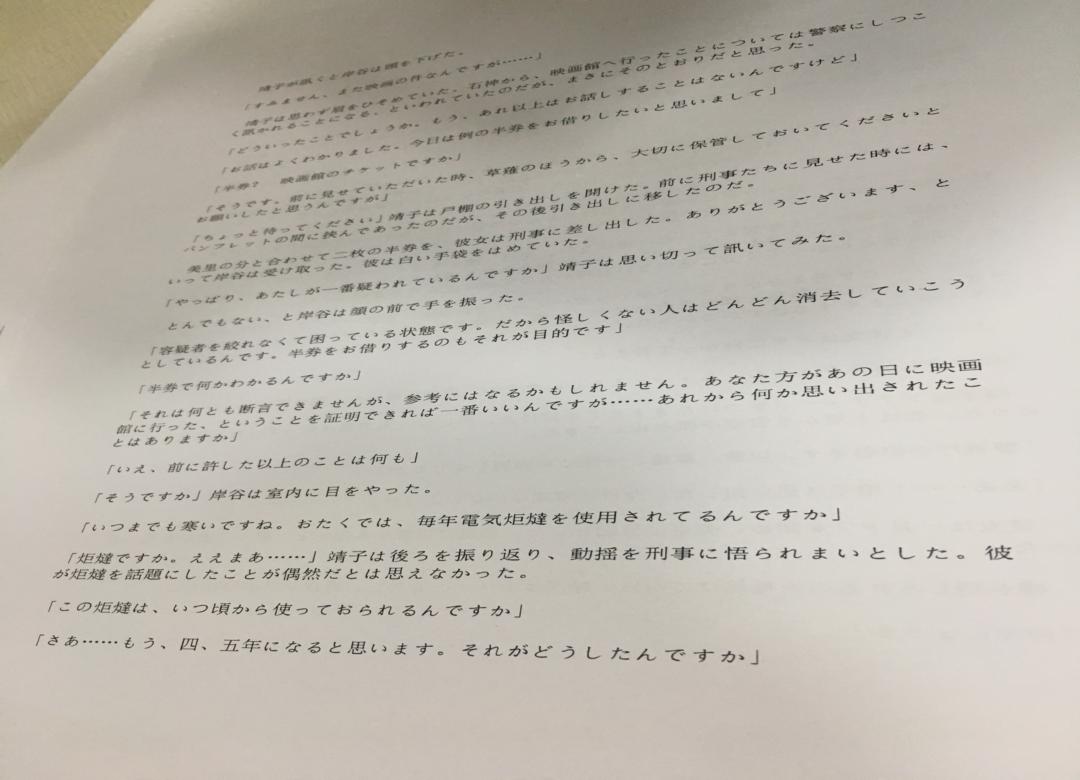 靖子が訊くと岸谷は頭を下げた。
「すみません、また映画の件なんですが……」
靖子は思わず眉をひそめていた。石神から、映画館へ行ったことについては警察にしつこ
く訊かれることになる、といわれていたのだが、まさにそのとおりだと思った。
「どういったことでしょうか。もう、あれ以上はお話しすることはないんですけど」
「お話はよくわかりました。今日は例の半券をお借りしたいと思いまして」
「半券? 映画館のチケットですか」
「そうです。前に見せていただいた時、草薙のほうから、大切に保管しておいてくださいと
お願いしたと思うんですが」
「ちょっと待ってください」靖子は戸棚の引き出しを開けた。前に刑事たちに見せた時には、
パンフレットの間に挟んであったのだが、その後引き出しに移したのだ。
美里の分と合わせて二枚の半券を、彼女は刑事に差し出した。ありがとうございます、と
いって岸谷は受け取った。彼は白い手袋をはめていた。
「やっぱり、あたしが一番疑われているんですか」靖子は思い切って訊いてみた。
とんでもない、と岸谷は顔の前で手を振った。
「容疑者を絞れなくて困っている状態です。だから怪しくない人はどんどん消去していこう
としているんです。半券をお借りするのもそれが目的です」
「半券で何かわかるんですか」
「それは何とも断言できませんが、参考にはなるかもしれません。あなた方があの日に映画
館に行った、ということを証明できれば一番いいんですが……あれから何か思い出されたこ
とはありますか」
「いえ、前に許した以上のことは何も」
「そうですか」岸谷は室内に目をやった。
「いつまでも寒いですね。おたくでは、毎年電気炬燵を使用されてるんですか」
「炬燵ですか。ええまあ……」靖子は後ろを振り返り、動揺を刑事に悟られまいとした。彼
が炬燵を話題にしたことが偶然だとは思えなかった。
「この炬燵は、いつ頃から使っておられるんですか」
「さあ……もう、四、五年になると思います。それがどうしたんですか」